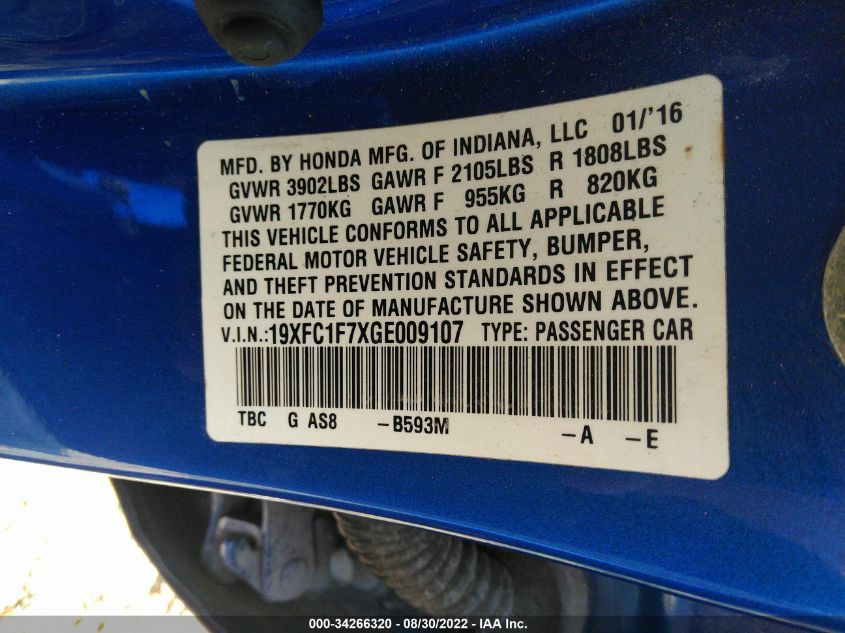 MFD. BY HONDA MFG. OF INDIANA, LLC 01/'16
GVWR 3902LBS GAWR F 2105LBS R 1808LBS
GVWR 1770KG GAWR F 955KG R 820KG
THIS VEHICLE CONFORMS TO ALL APPLICABLE
FEDERAL MOTOR VEHICLE SAFETY, BUMPER,
AND THEFT PREVENTION STANDARDS IN EFFECT
ON THE DATE OF MANUFACTURE SHOWN ABOVE.
V.I.N.:19XFC1F7XGE009107 TYPE: PASSENGER CAR
TBC G AS8 -B593M -A -E
000-34266320 / 08/30/2022 - IAA Inc.